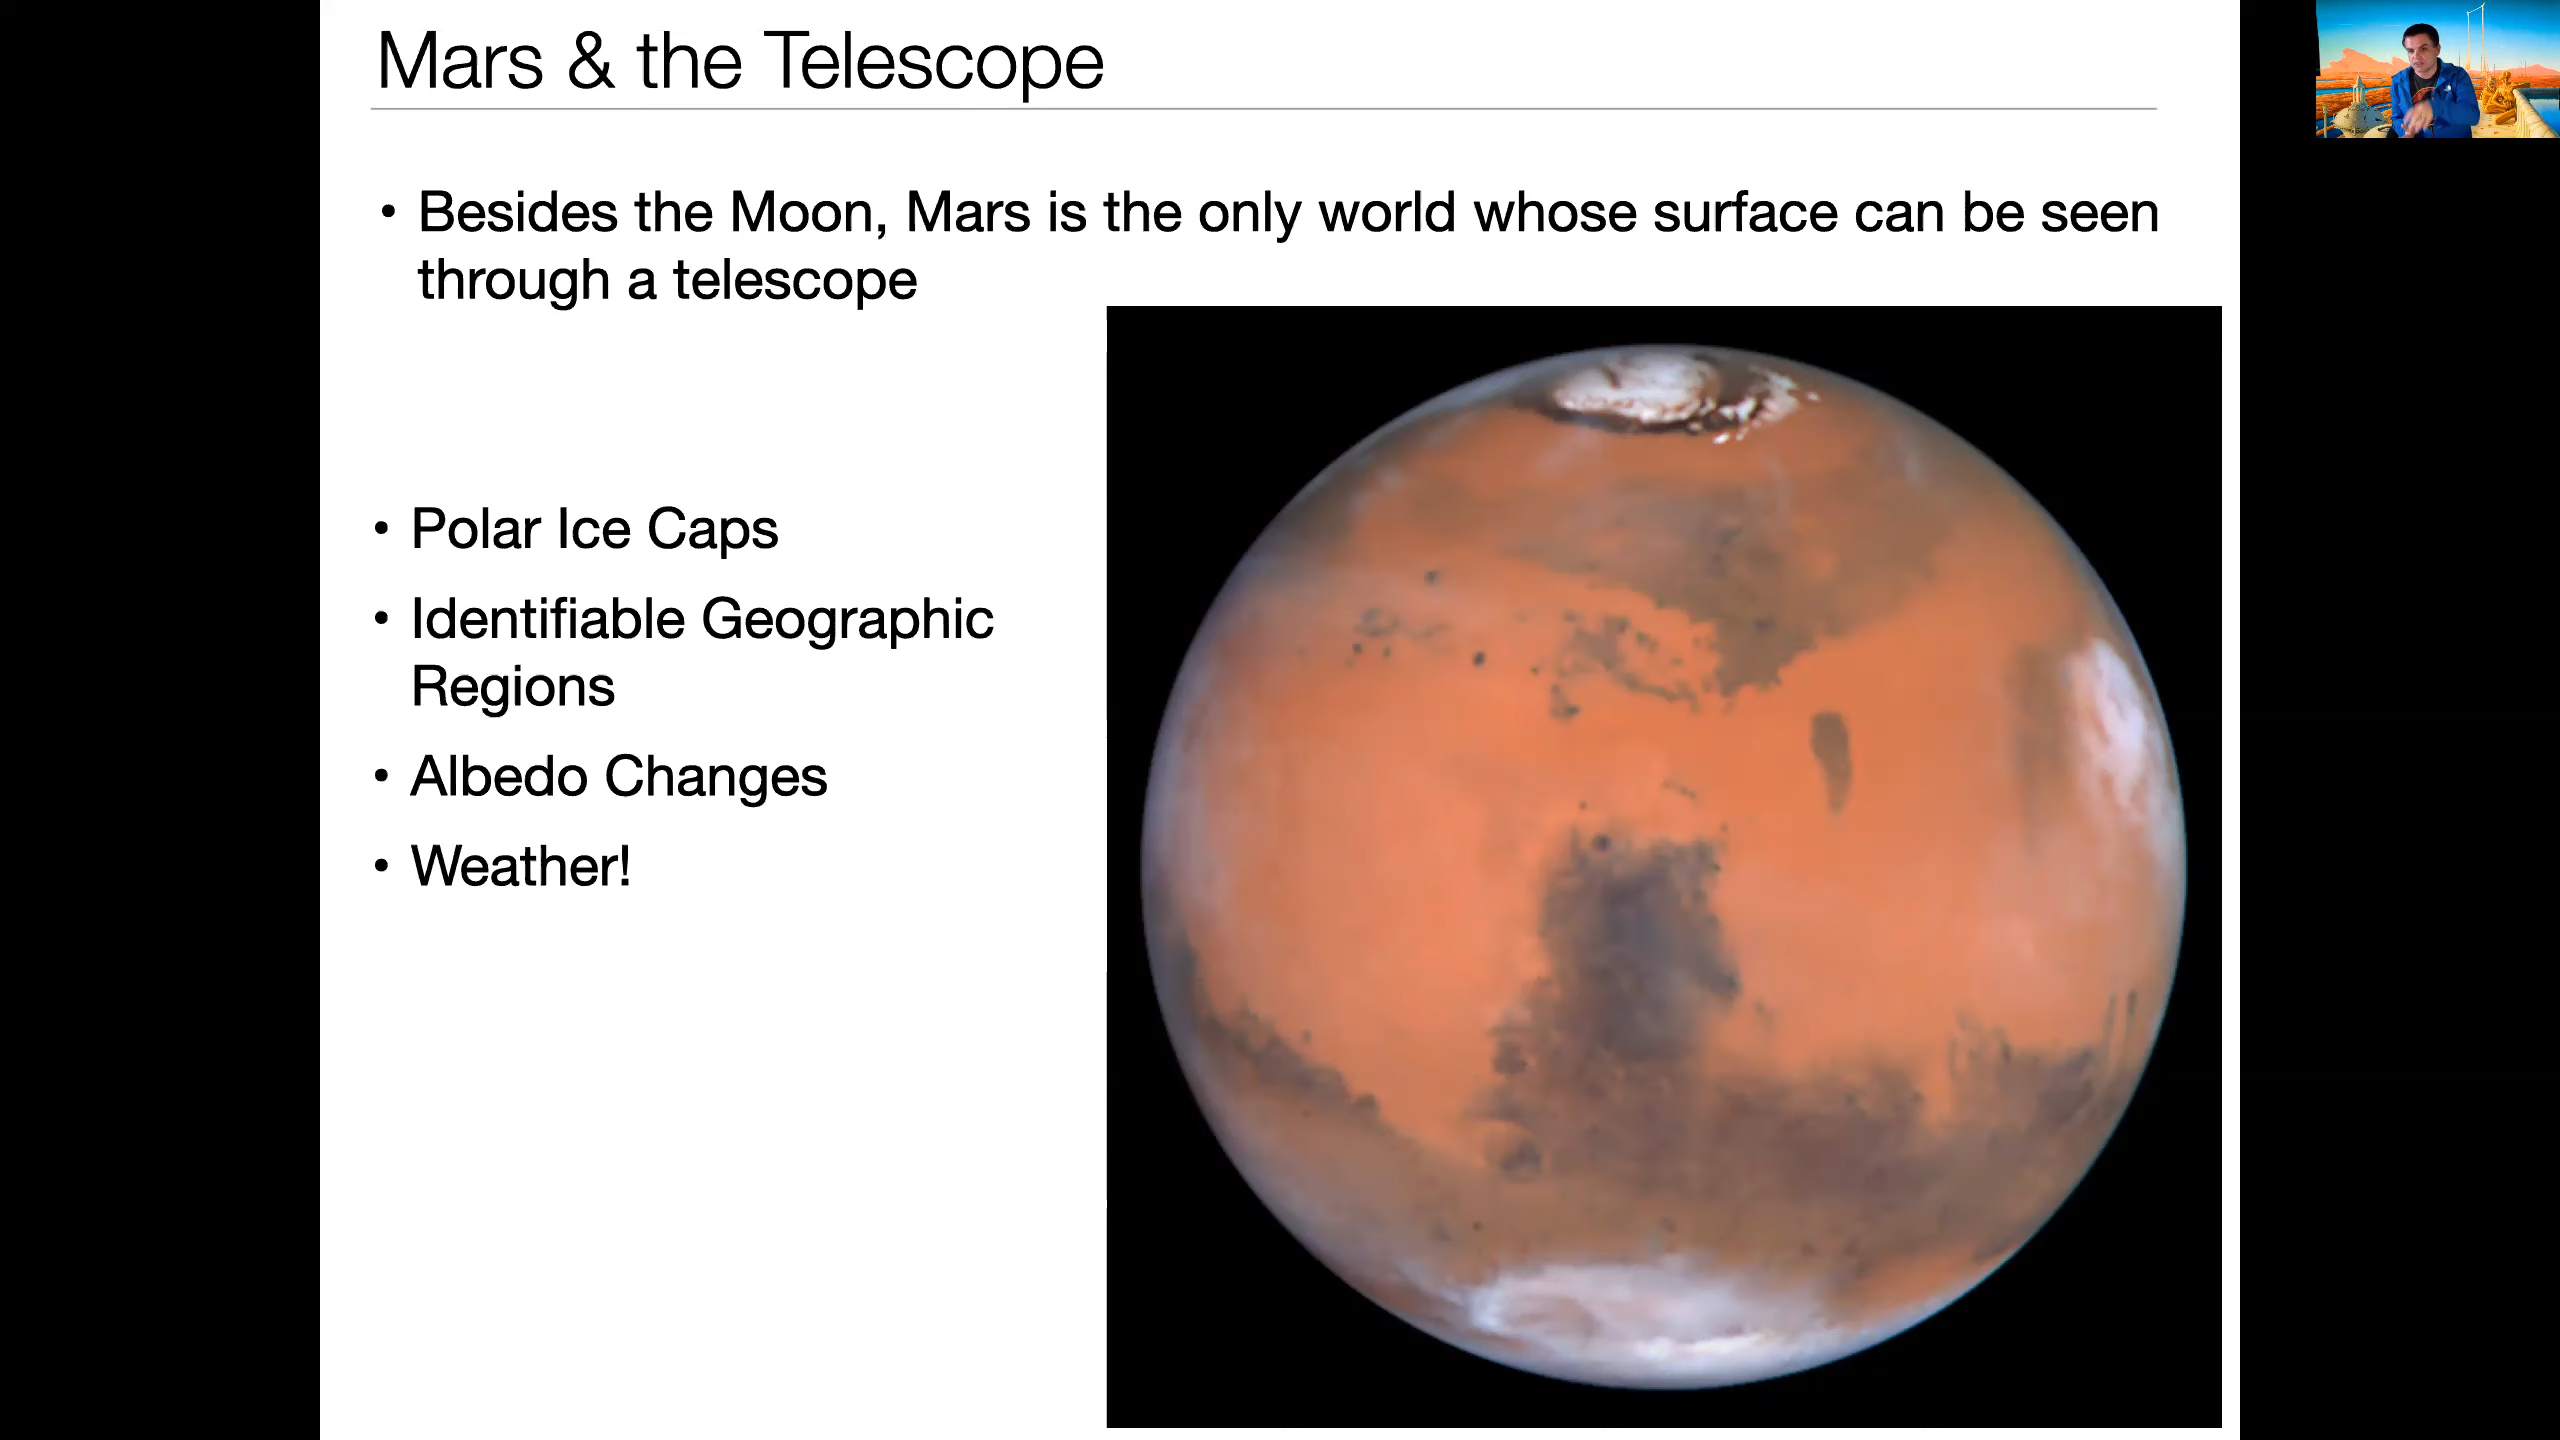 Mars & the Telescope
• Besides the Moon, Mars is the only world whose surface can be seen
through a telescope
• Polar Ice Caps
• Identifiable Geographic
Regions
• Albedo Changes
• Weather!